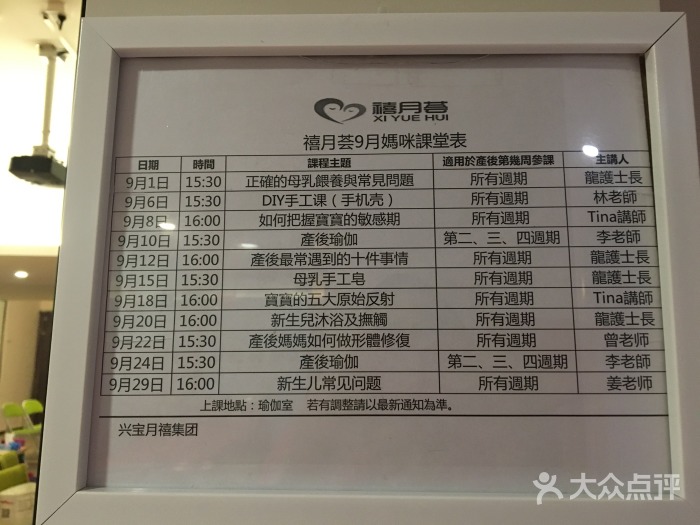 禧月荟
XI YUE HUI
禧月荟9月媽咪課堂表
日期 時間 課程主題 適用於產後第幾周參課 主講人
9月1日 15:30 正確的母乳餵養與常見問題 所有週期 龍護士長
9月6日 15:30 DIY手工课（手机壳） 所有週期 林老師
9月8日 16:00 如何把握寶寶的敏感期 所有週期 Tina講師
9月10日 15:30 產後瑜伽 第二、三、四週期 李老師
9月12日 16:00 產後最常遇到的十件事情 所有週期 龍護士長
9月15日 15:30 母乳手工皂 所有週期 龍護士長
9月18日 16:00 寶寶的五大原始反射 所有週期 Tina講師
9月20日 16:00 新生兒沐浴及撫觸 所有週期 龍護士長
9月22日 15:30 產後媽媽如何做形體修復 所有週期 曾老師
9月24日 15:30 產後瑜伽 第二、三、四週期 李老師
9月29日 16:00 新生儿常见问题 所有週期 姜老师
上課地點：瑜伽室 若有調整請以最新通知為準。
兴宝月禧集团
大众点评